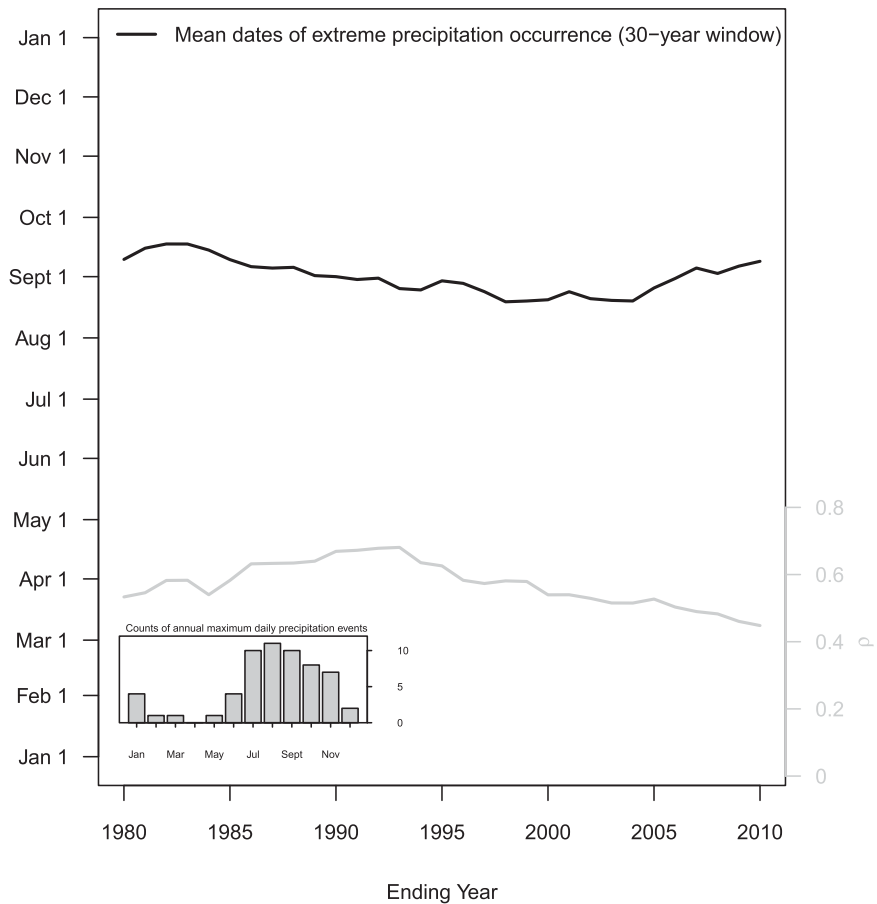 Mean dates of extreme precipitation occurrence (30−year window)
Jan 1
Dec 1
Nov 1
Oct 1
Sept 1
Aug 1
Jul 1
Jun 1
May 1
Apr 1
Mar 1
Feb 1
Jan 1
0.8
0.6
0.4
0.2
0
ρ
Counts of annual maximum daily precipitation events
10
5
0
Jan Mar May Jul Sept Nov
1980 1985 1990 1995 2000 2005 2010
Ending Year